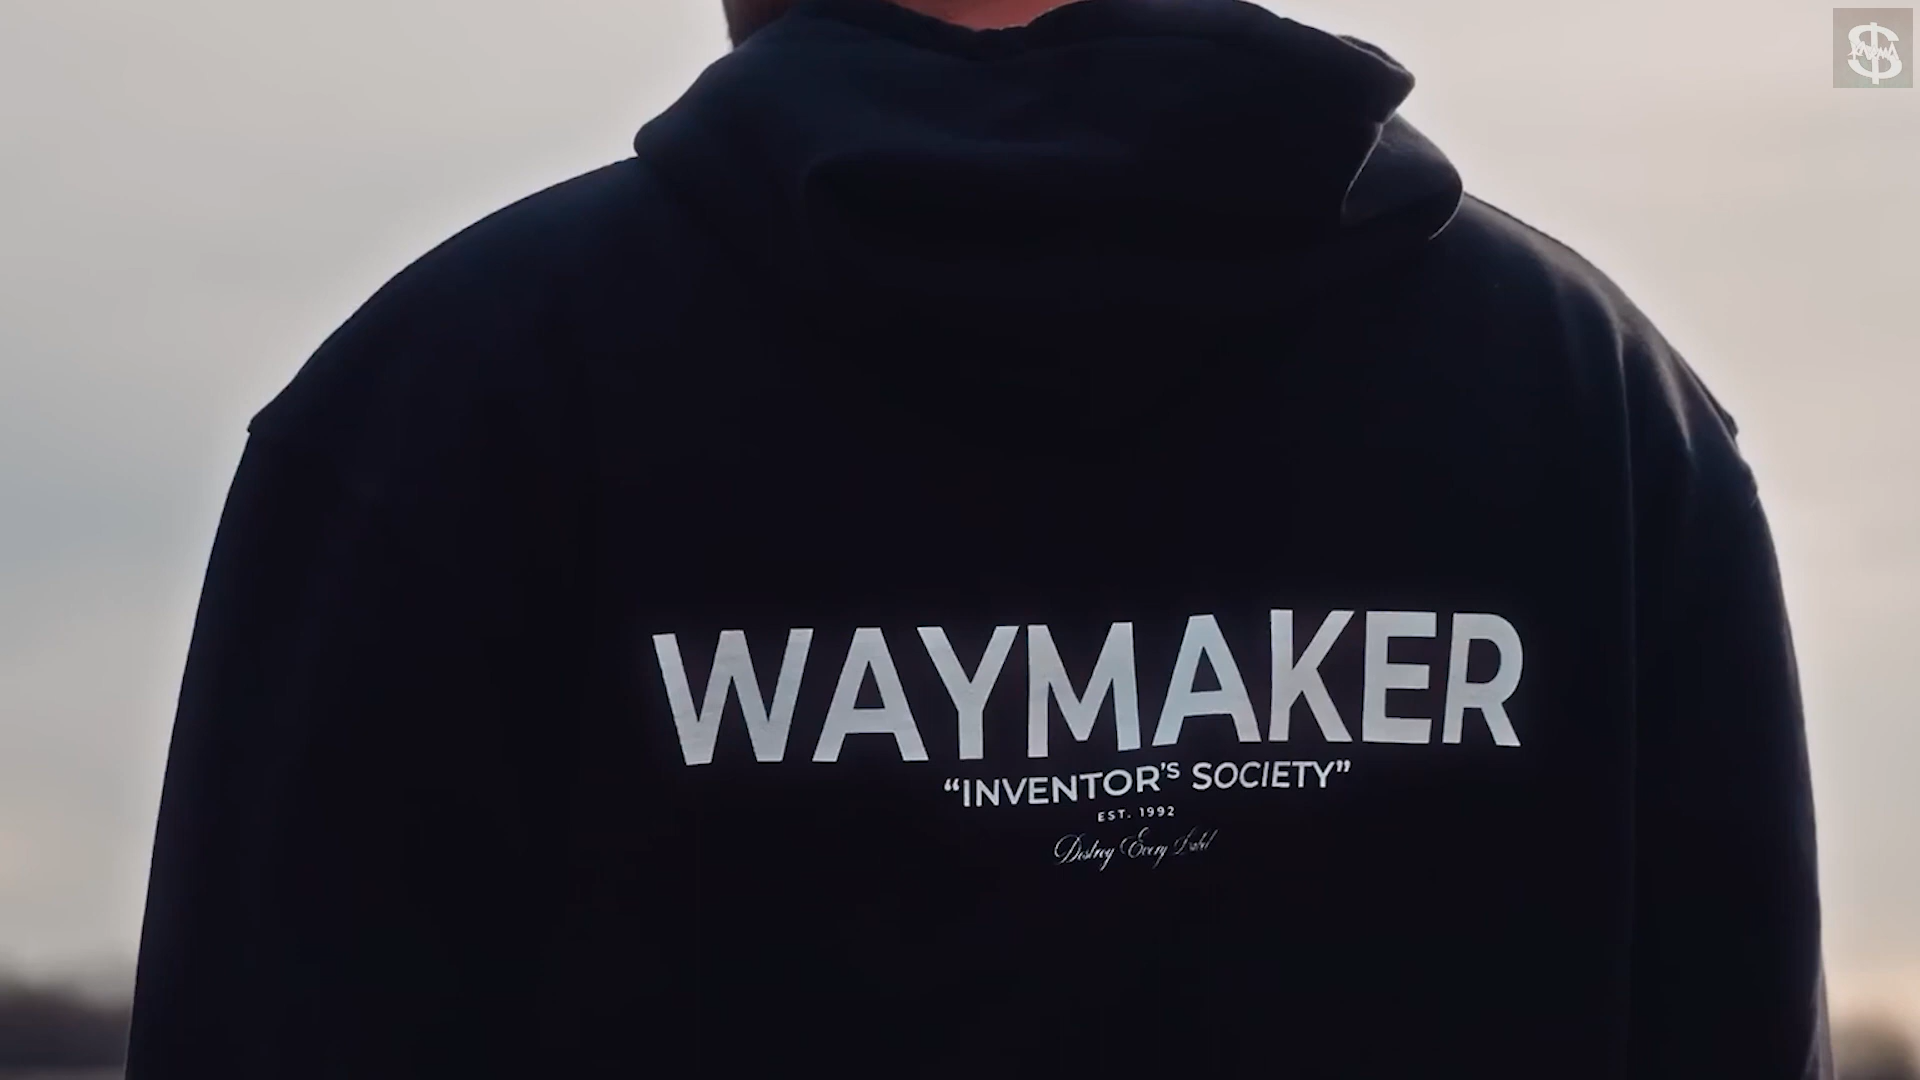 WAYMAKER
“INVENTOR’S SOCIETY”
EST. 1992
Destroy Every Label